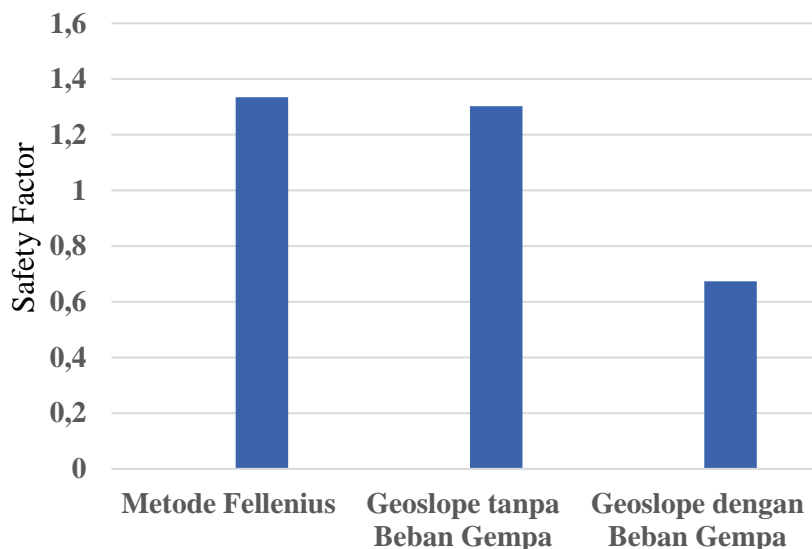 Safety Factor
1,6
1,4
1,2
1
0,8
0,6
0,4
0,2
0
Metode Fellenius
Geoslope tanpa
Beban Gempa
Geoslope dengan
Beban Gempa